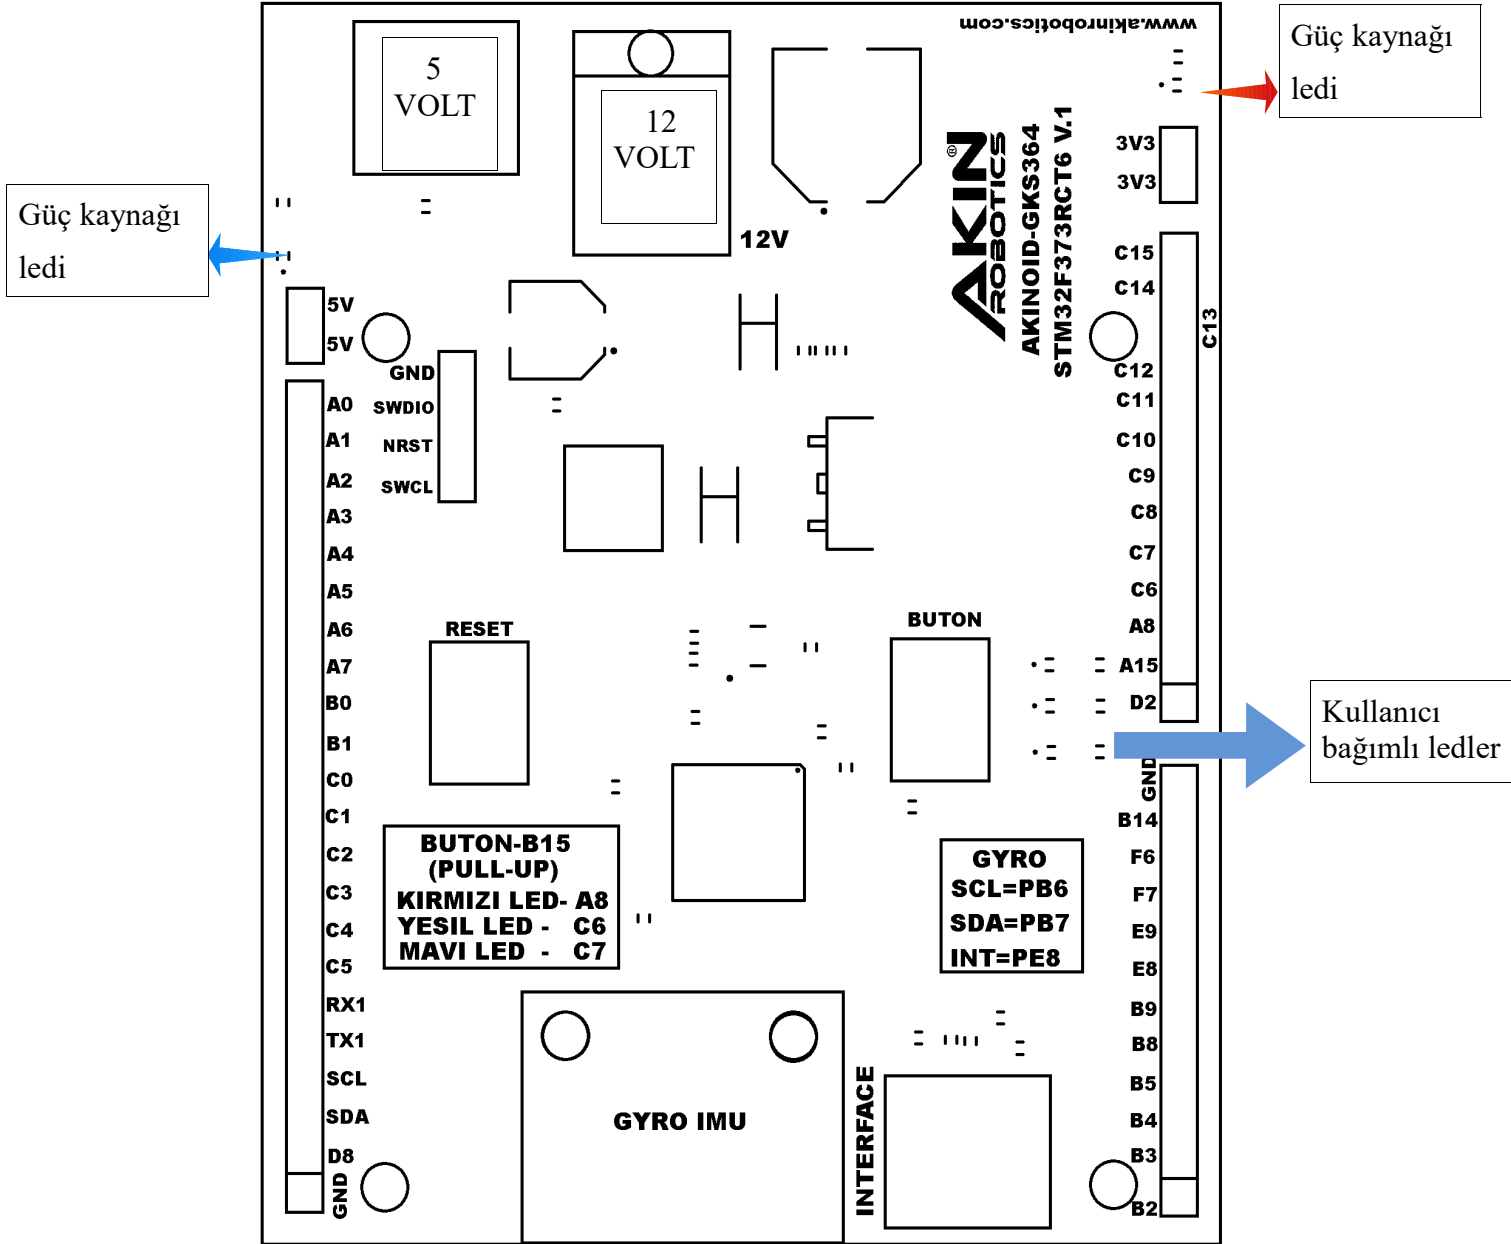 www.akinrobotics.com
Güç kaynağı
ledi
5
VOLT
12
VOLT
12V
AKIN®
ROBOTICS
AKINOID-GKS364
STM32F373RCT6 V.1
3V3
3V3
Güç kaynağı
ledi
5V
5V
GND
SWDIO
NRST
SWCL
A0
A1
A2
A3
A4
A5
A6
A7
B0
B1
C0
C1
C2
C3
C4
C5
RX1
TX1
SCL
SDA
D8
GND
C15
C14
C13
C12
C11
C10
C9
C8
C7
C6
A8
A15
D2
RESET
BUTON
Kullanıcı
bağımlı ledler
GND
B14
F6
F7
E9
E8
B9
B8
B5
B4
B3
B2
BUTON-B15
(PULL-UP)
KIRMIZI LED- A8
YESIL LED - C6
MAVI LED - C7
GYRO
SCL=PB6
SDA=PB7
INT=PE8
GYRO IMU
INTERFACE